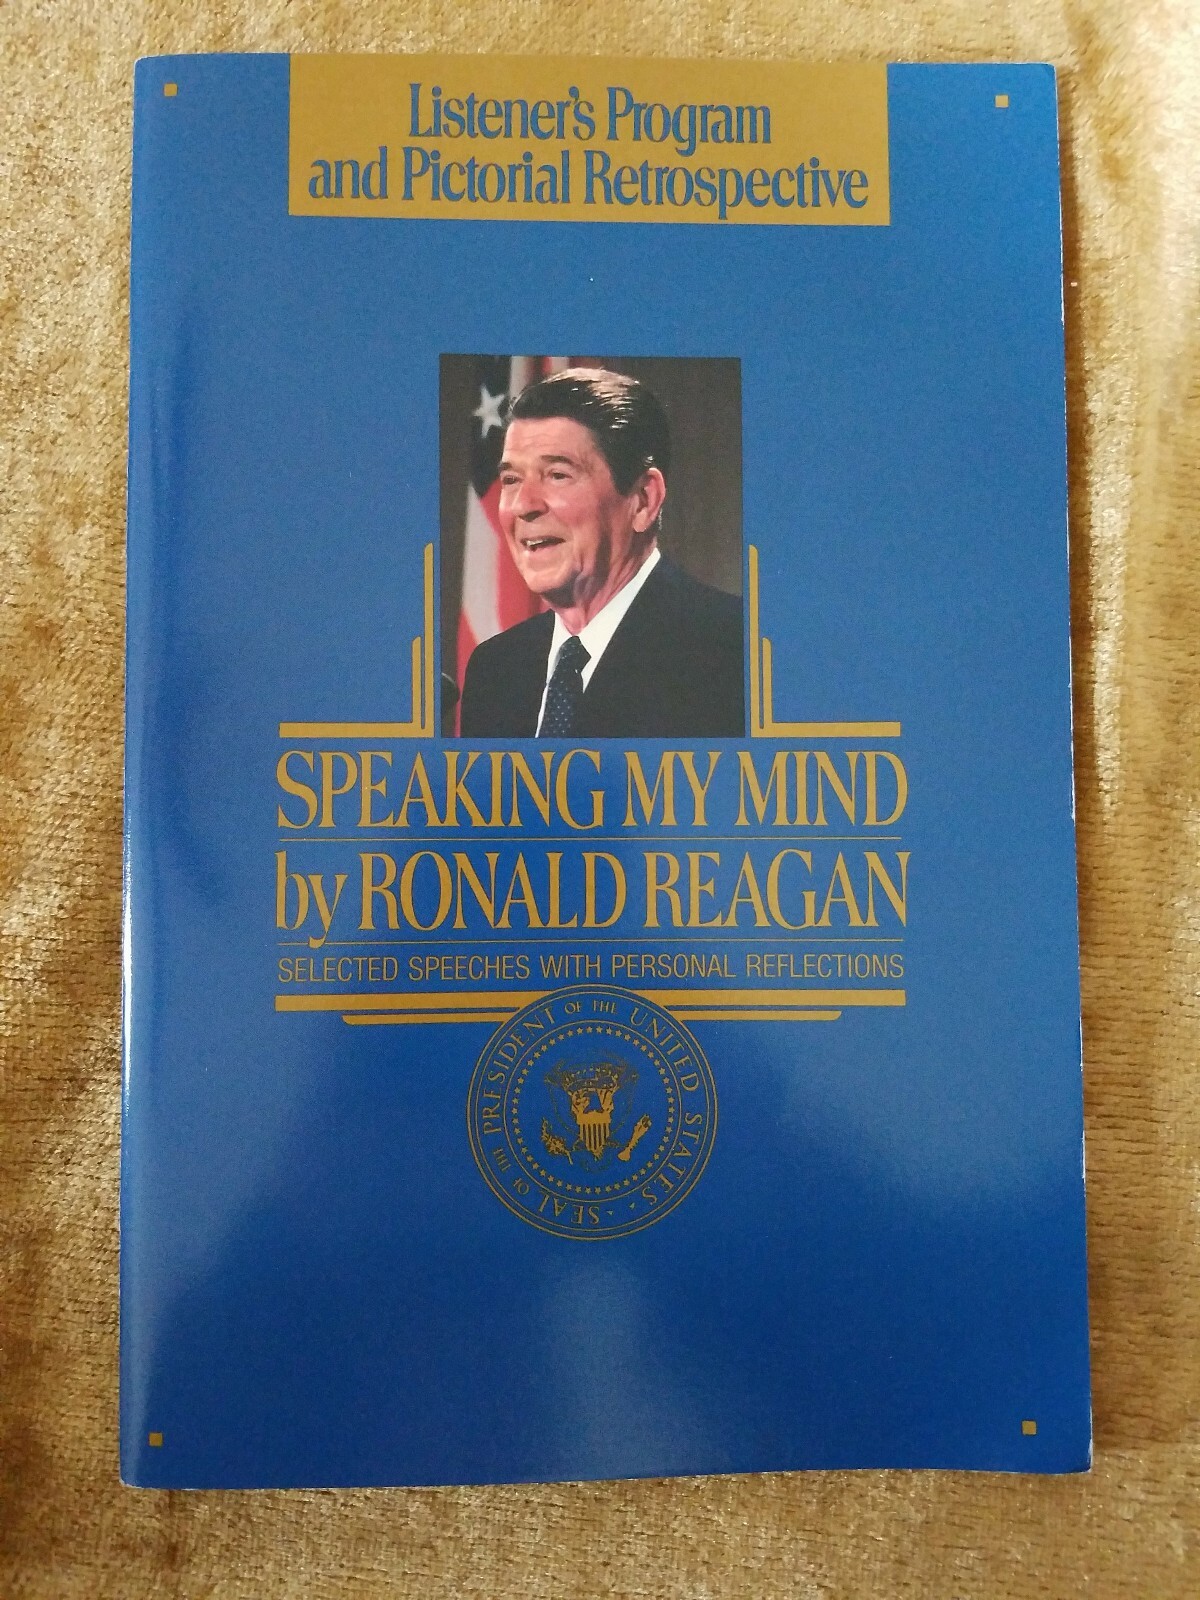 Listener's Program
and Pictorial Retrospective
SPEAKING MY MIND
by RONALD REAGAN
SELECTED SPEECHES WITH PERSONAL REFLECTIONS
SEAL OF THE PRESIDENT OF THE UNITED STATES